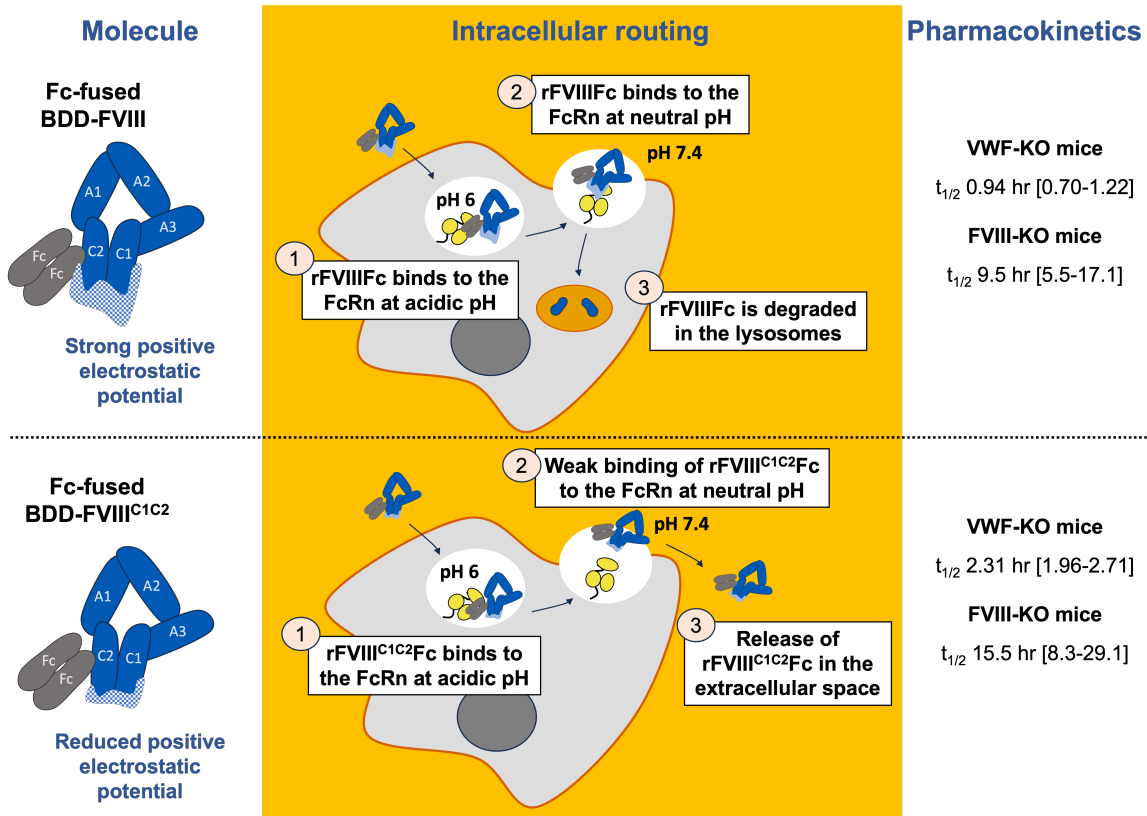 Molecule
Intracellular routing
Pharmacokinetics
Fc-fused
BDD-FVIII
A1
A2
A3
C2
C1
Fc
Fc
Strong positive
electrostatic
potential
2
rFVIIIFc binds to the
FcRn at neutral pH
pH 7.4
pH 6
1
rFVIIIFc binds to the
FcRn at acidic pH
3
rFVIIIFc is degraded
in the lysosomes
VWF-KO mice
t1/2 0.94 hr [0.70-1.22]
FVIII-KO mice
t1/2 9.5 hr [5.5-17.1]
Fc-fused
BDD-FVIIIC1C2
A1
A2
A3
C2
C1
Fc
Fc
Reduced positive
electrostatic
potential
2
Weak binding of rFVIIIC1C2Fc
to the FcRn at neutral pH
pH 7.4
pH 6
1
rFVIIIC1C2Fc binds to
the FcRn at acidic pH
3
Release of
rFVIIIC1C2Fc in the
extracellular space
VWF-KO mice
t1/2 2.31 hr [1.96-2.71]
FVIII-KO mice
t1/2 15.5 hr [8.3-29.1]